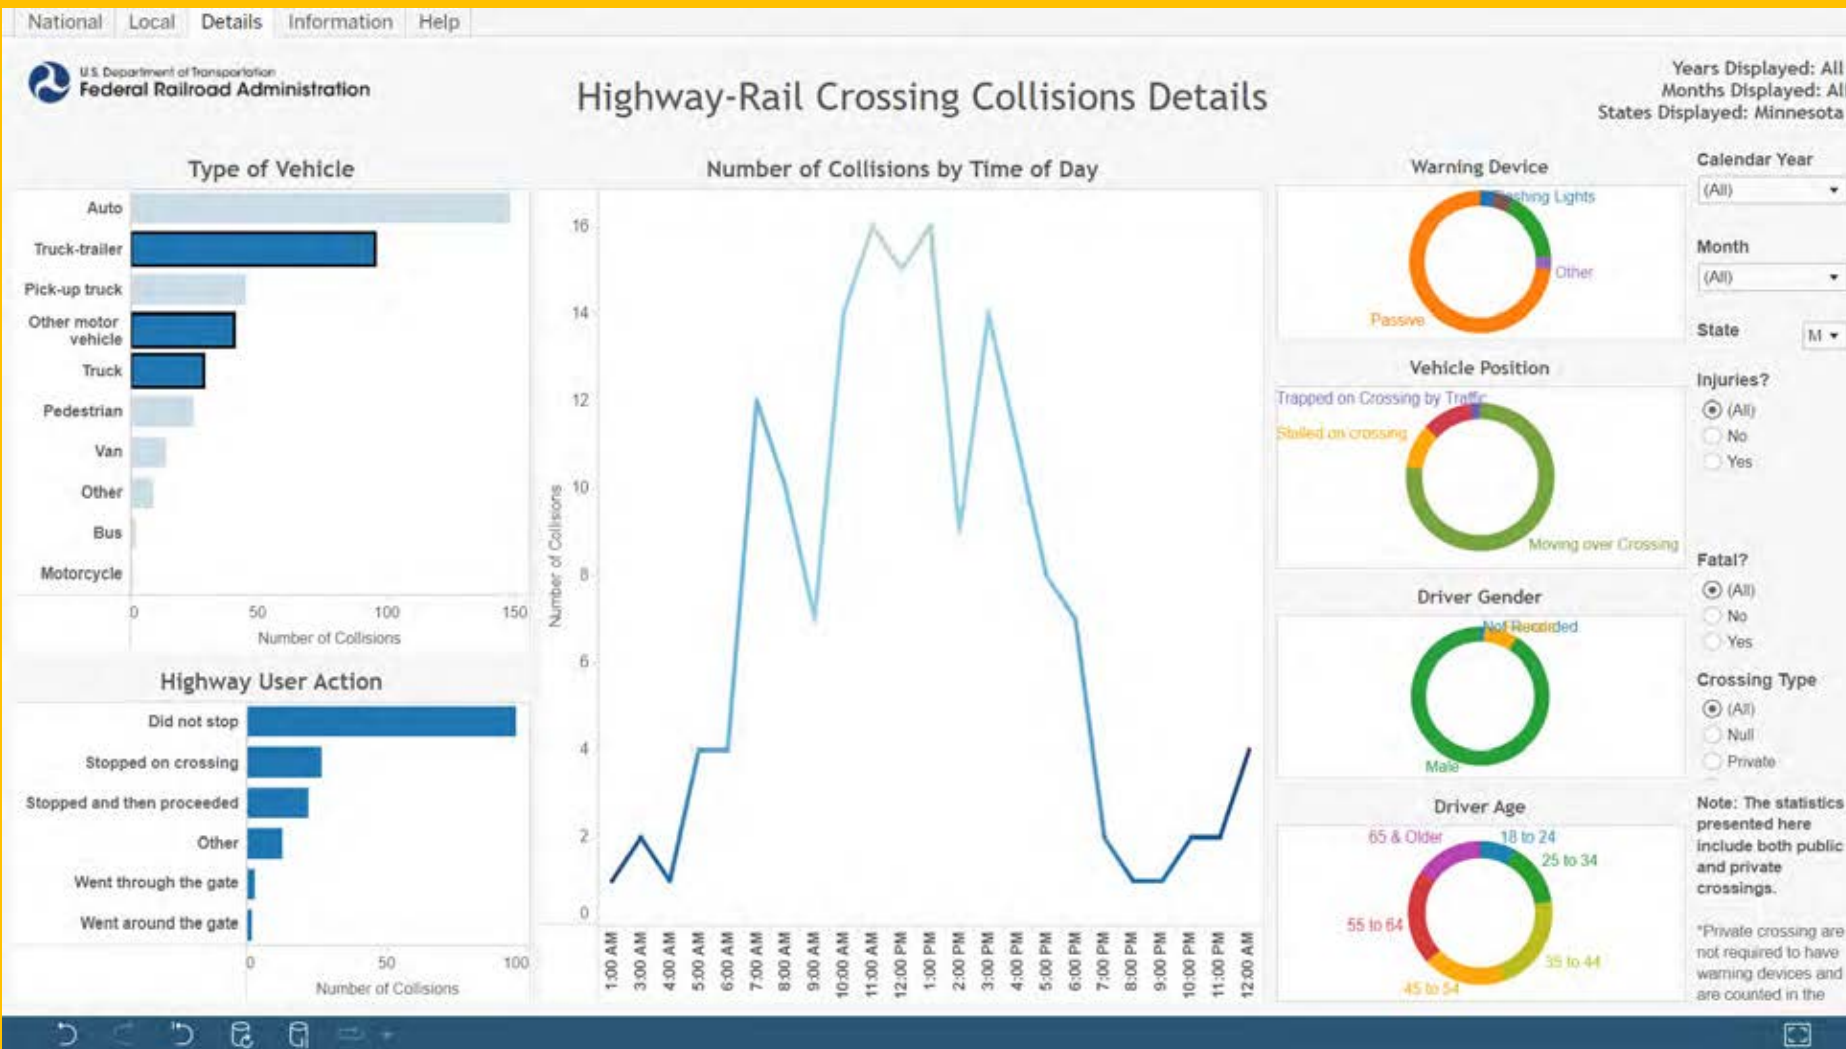 National Local Details Information Help
U.S. Department of Transportation
Federal Railroad Administration
Highway-Rail Crossing Collisions Details
Years Displayed: All
Months Displayed: All
States Displayed: Minnesota
Type of Vehicle
Auto
Truck-trailer
Pick-up truck
Other motor
vehicle
Truck
Pedestrian
Van
Other
Bus
Motorcycle
0 50 100 150
Number of Collisions
Highway User Action
Did not stop
Stopped on crossing
Stopped and then proceeded
Other
Went through the gate
Went around the gate
0 50 100
Number of Collisions
Number of Collisions by Time of Day
Number of Collisions
16
14
12
10
8
6
4
2
0
1:00 AM
3:00 AM
4:00 AM
5:00 AM
6:00 AM
7:00 AM
8:00 AM
9:00 AM
10:00 AM
11:00 AM
12:00 PM
1:00 PM
2:00 PM
3:00 PM
4:00 PM
5:00 PM
6:00 PM
7:00 PM
8:00 PM
9:00 PM
10:00 PM
11:00 PM
12:00 AM
Warning Device
Lights
Other
Passive
Vehicle Position
Trapped on Crossing by Traffic
Stalled on crossing
Moving over Crossing
Driver Gender
Not
Male
Driver Age
65 & Older
18 to 24
25 to 34
55 to 64
35 to 44
45 to 54
Calendar Year
(All)
Month
(All)
State
M
Injuries?
(All)
No
Yes
Fatal?
(All)
No
Yes
Crossing Type
(All)
Null
Private
Note: The statistics
presented here
include both public
and private
crossings.
*Private crossing are
not required to have
warning devices and
are counted in the